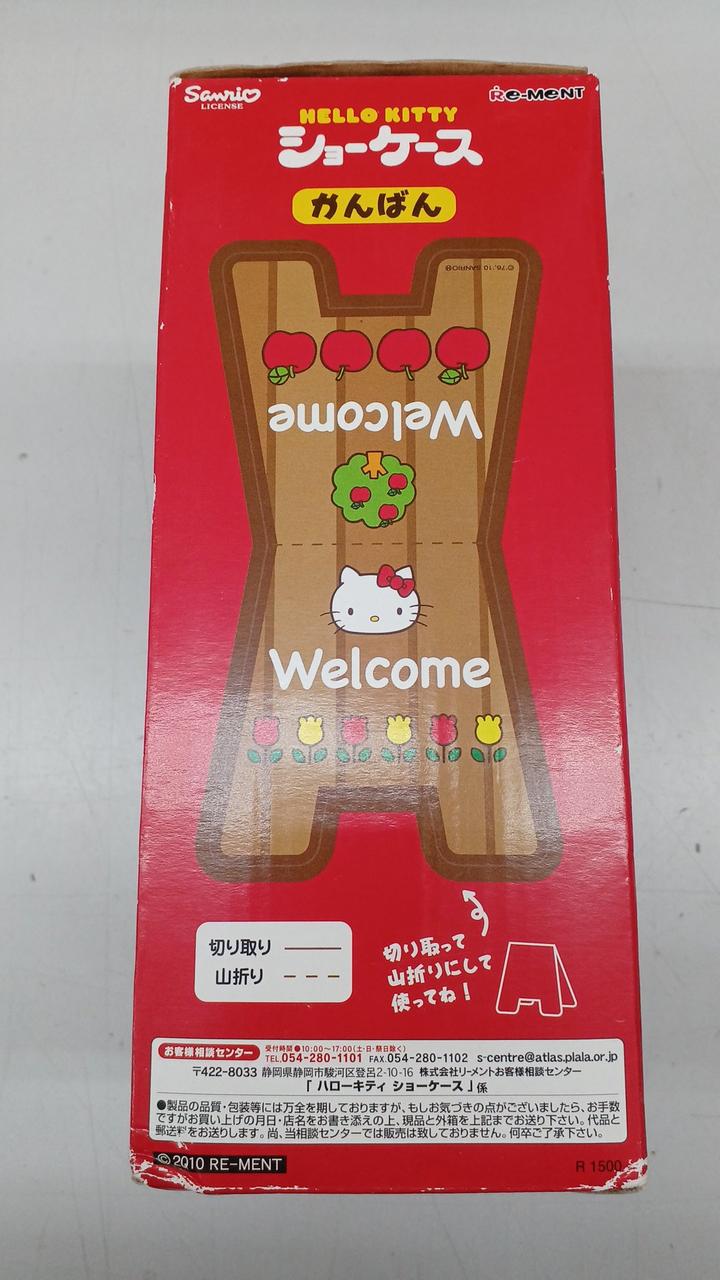 Sanrio
LICENSE
RE-MENT
HELLO KITTY
ショーケース
かんばん
©'76,'10 SANRIO®
Welcome
Welcome
切り取り
山折り
切り取って
山折りにして
使ってね!
お客様相談センター
受付時間●10:00～17:00(土・日・祭日除く)
TEL.054-280-1101 FAX.054-280-1102 s-centre@atlas.plala.or.jp
〒422-8033 静岡県静岡市駿河区登呂2-10-16 株式会社リーメントお客様相談センター
「 ハローキティ ショーケース 」係
●製品の品質・包装等には万全を期しておりますが、もしお気づきの点がございましたら、お手数
ですがお買い上げの月日・店名をお書き添えの上、現品と外箱を上記までお送り下さい。代品と
郵送料をお送りします。尚、当相談センターでは販売は致しておりません。何卒ご了承下さい。
©2010 RE-MENT
R 1500